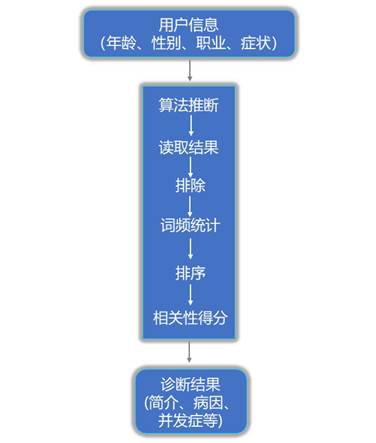 用户信息
（年龄、性别、职业、症状）
算法推断
读取结果
排除
词频统计
排序
相关性得分
诊断结果
(简介、病因、
并发症等)